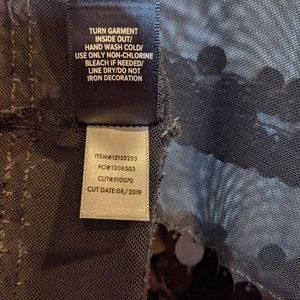 TURN GARMENT
INSIDE OUT/
HAND WASH COLD/
USE ONLY NON-CHLORINE
BLEACH IF NEEDED/
LINE DRY/DO NOT
IRON DECORATION
ITEM#12152253
PO#1308503
CUT#510070
CUT DATE:08/2019